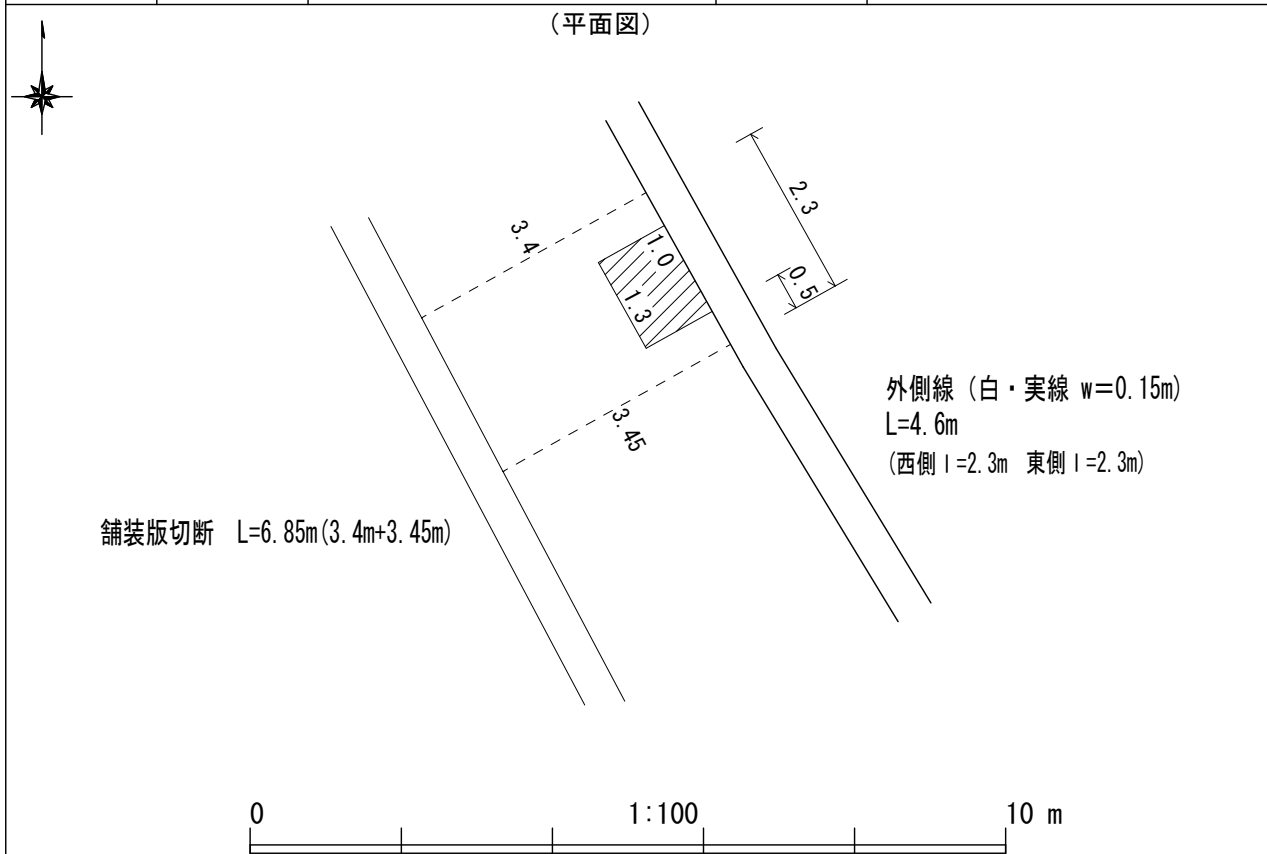 (平面図)
2.3
3.4
1.0
0.5
1.3
外側線 (白・実線 w=0.15m)
L=4.6m
3.45
(西側 l=2.3m 東側 l=2.3m)
舗装版切断 L=6.85m(3.4m+3.45m)
0 1:100 10 m